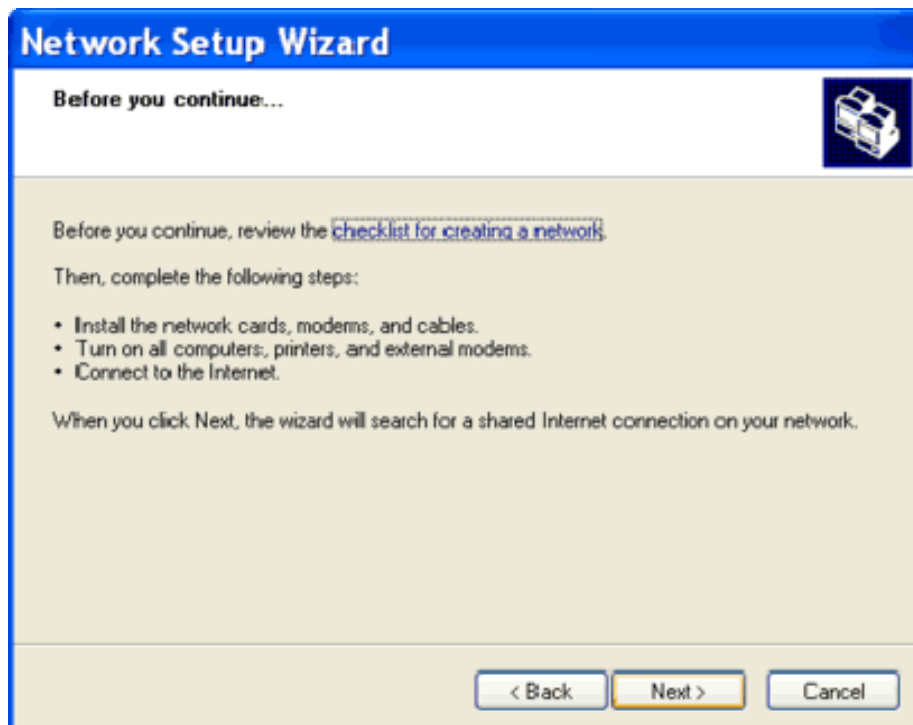 Network Setup Wizard
Before you continue...
Before you continue, review the checklist for creating a network.
Then, complete the following steps:
• Install the network cards, modems, and cables.
• Turn on all computers, printers, and external modems.
• Connect to the Internet.
When you click Next, the wizard will search for a shared Internet connection on your network.
< Back Next > Cancel